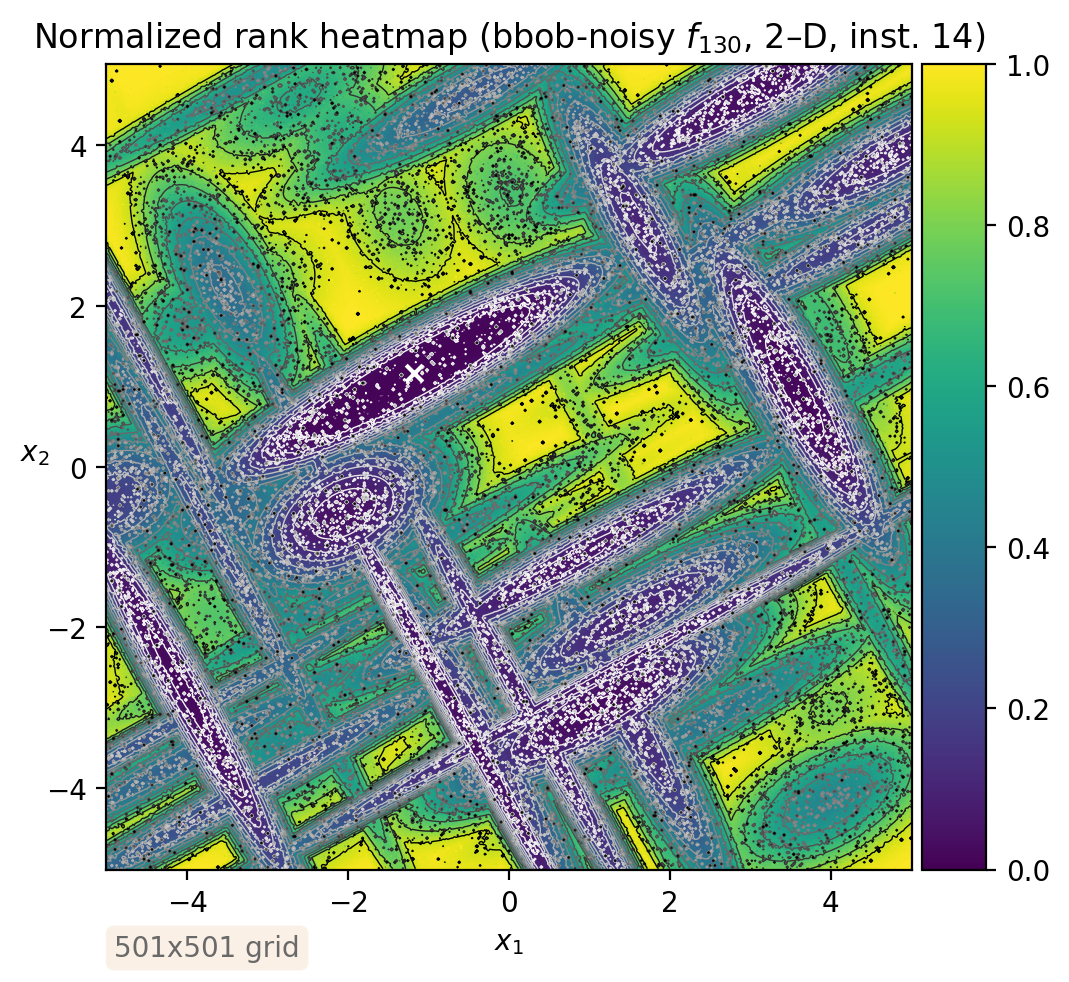 Normalized rank heatmap (bbob-noisy f130, 2–D, inst. 14)
1.0
0.8
0.6
0.4
0.2
0.0
4
2
0
−2
−4
x2
−4 −2 0 2 4
x1
501x501 grid